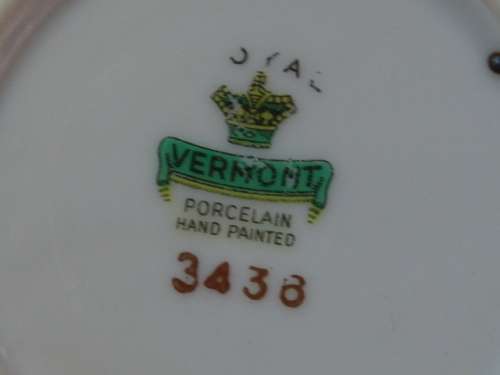 VERMONT
PORCELAIN
HAND PAINTED
3438